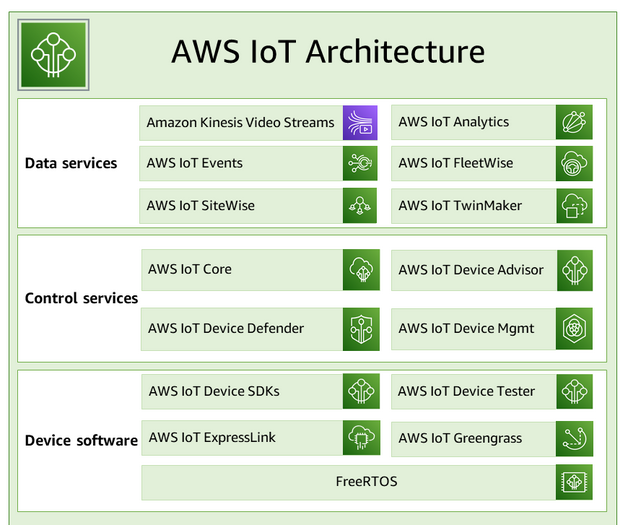 AWS IoT Architecture
Data services
Amazon Kinesis Video Streams
AWS IoT Analytics
AWS IoT Events
AWS IoT FleetWise
AWS IoT SiteWise
AWS IoT TwinMaker
Control services
AWS IoT Core
AWS IoT Device Advisor
AWS IoT Device Defender
AWS IoT Device Mgmt
Device software
AWS IoT Device SDKs
AWS IoT Device Tester
AWS IoT ExpressLink
AWS IoT Greengrass
FreeRTOS